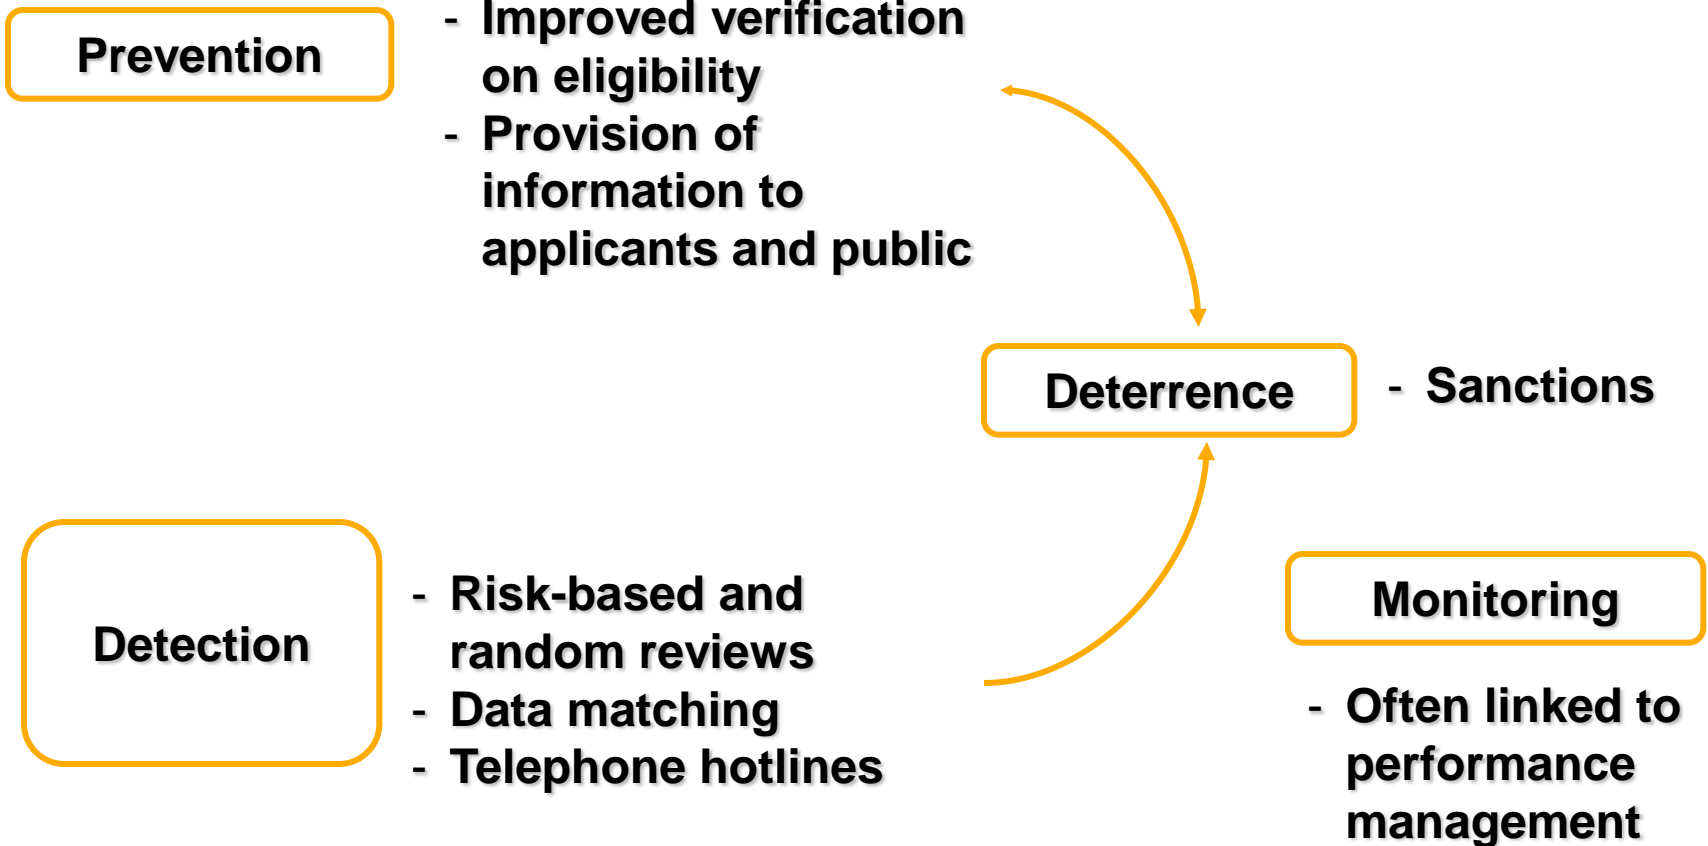 Prevention
- Improved verification
on eligibility
- Provision of
information to
applicants and public
Deterrence
- Sanctions
Detection
- Risk-based and
random reviews
- Data matching
- Telephone hotlines
Monitoring
- Often linked to
performance
management